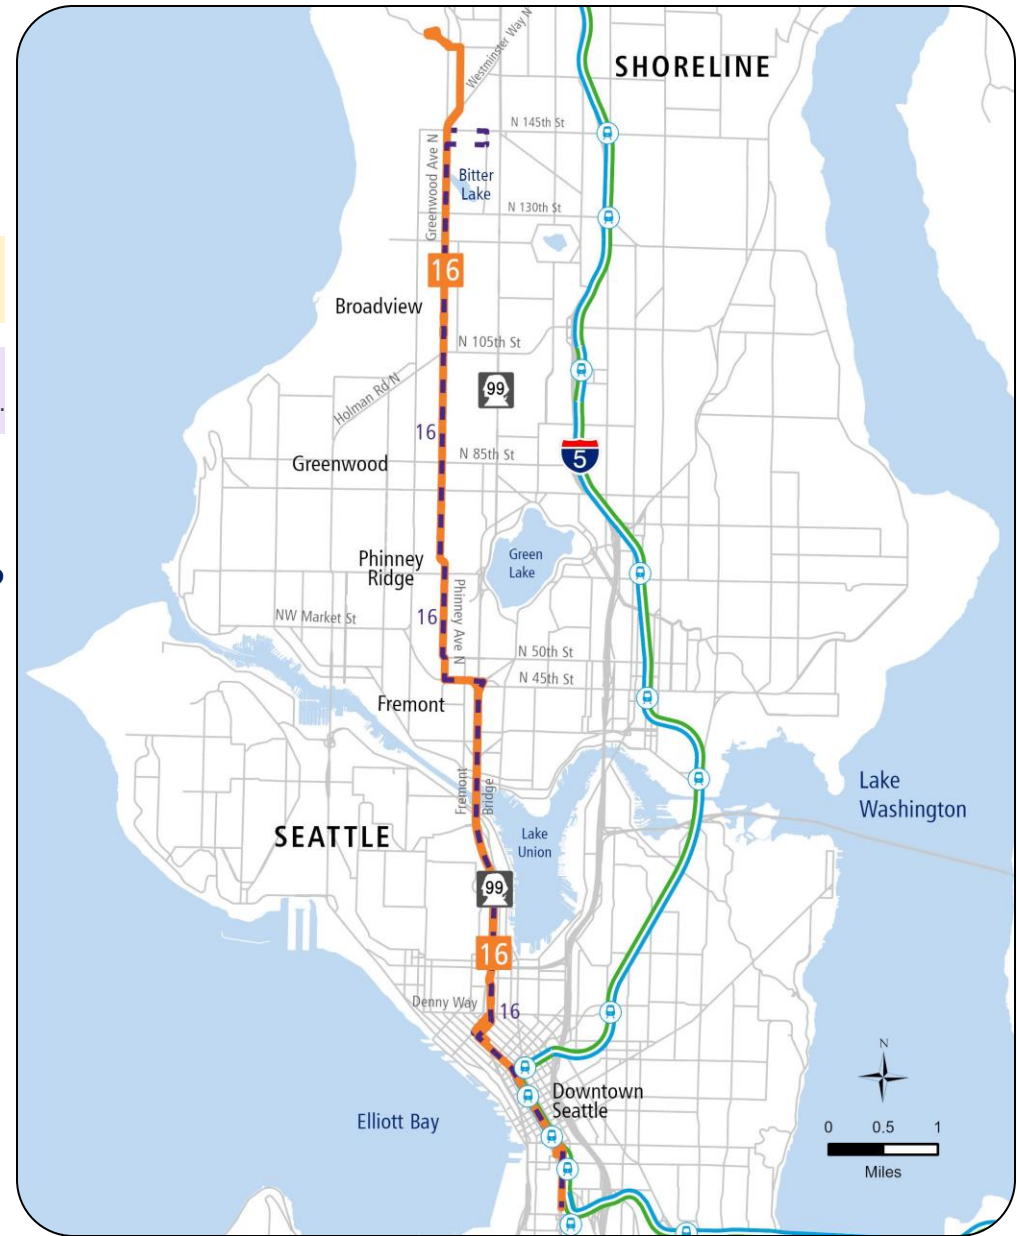 Westminster Way N
SHORELINE
N 145th St
Greenwood Ave N
Bitter
Lake
N 130th St
16
Broadview
N 105th St
Holman Rd N
99
16
N 85th St
5
Greenwood
Phinney
Ridge
Green
Lake
16
Phinney Ave N
NW Market St
N 50th St
N 45th St
Fremont
Fremont
Bridge
Lake
Washington
SEATTLE
Lake
Union
99
16
Denny Way
16
N
Downtown
Seattle
Elliott Bay
0 0.5 1
Miles